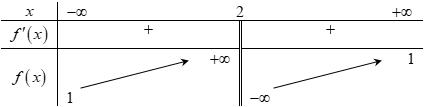 x −∞ 2 +∞
f'(x) + +
+∞ 1
f(x)
1 −∞